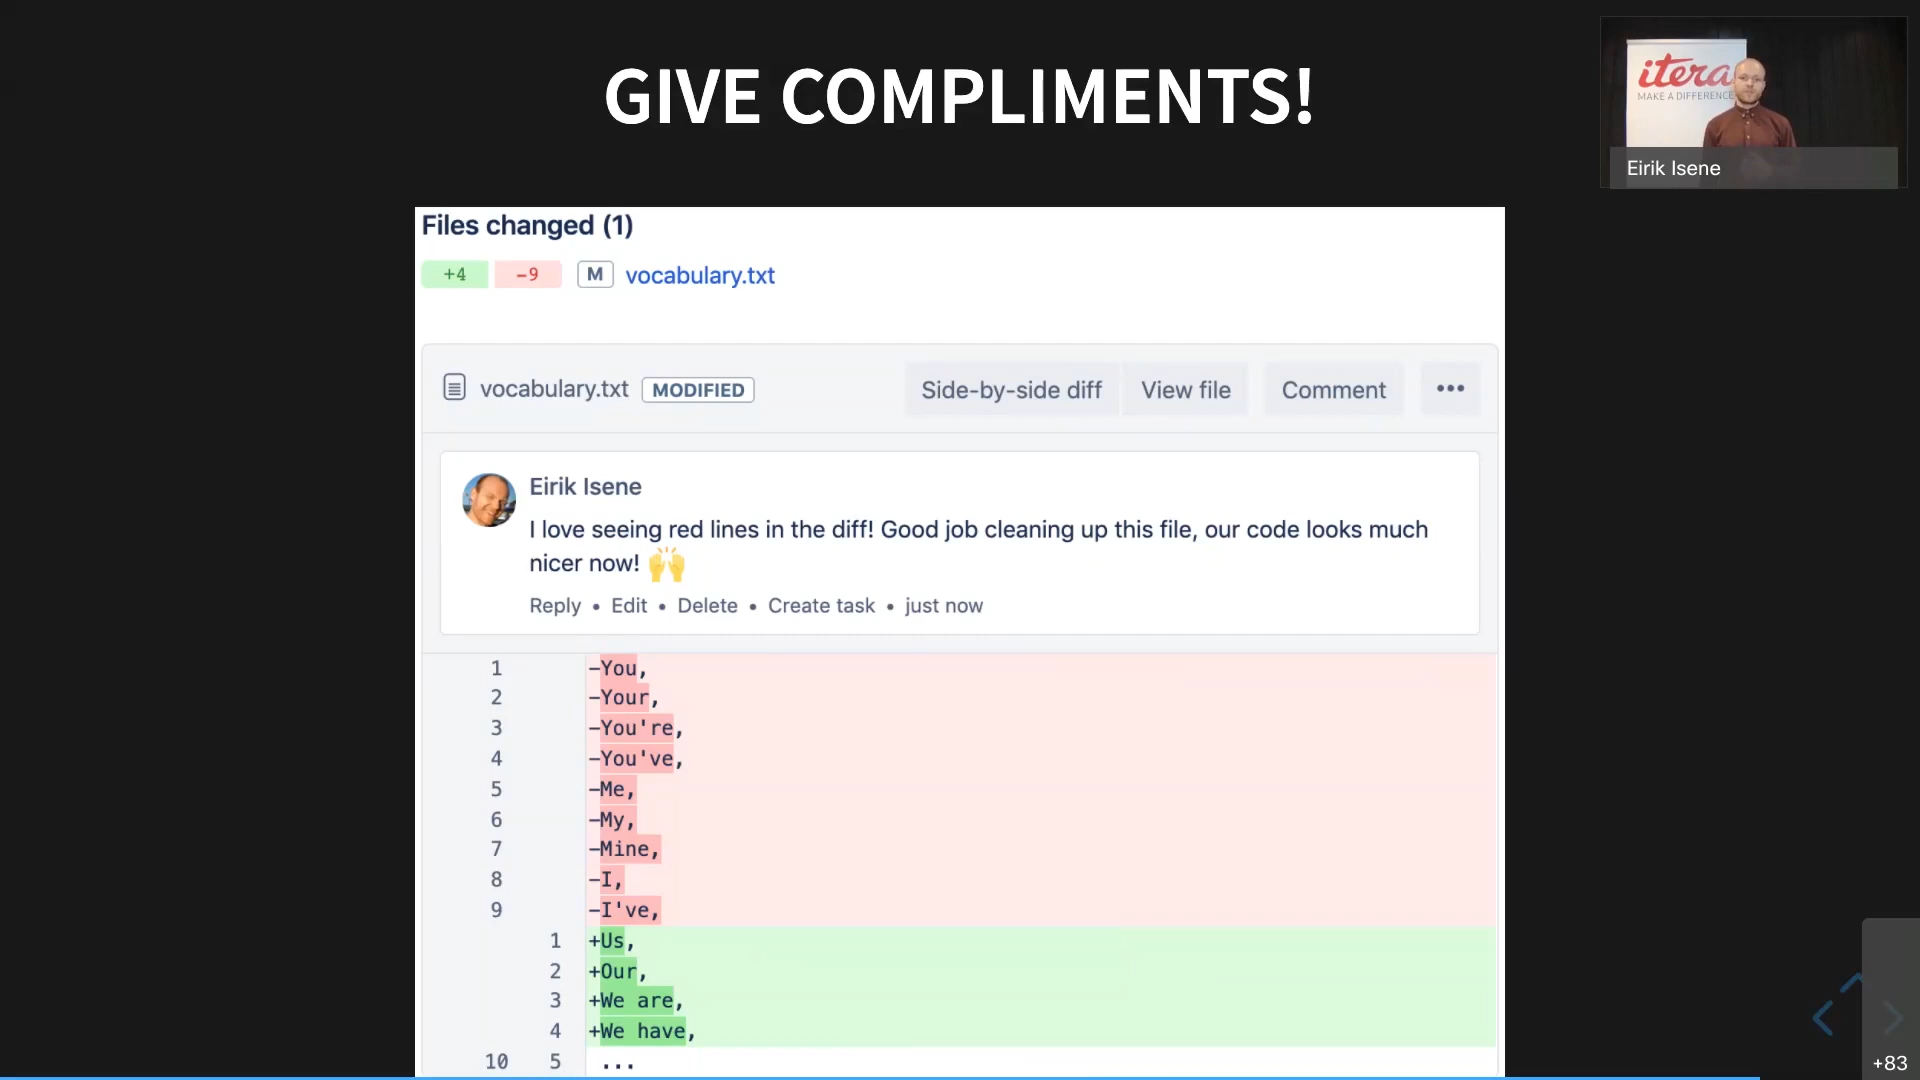 GIVE COMPLIMENTS!
itera
MAKE A DIFFERENCE
Eirik Isene
Files changed (1)
+4 -9 M vocabulary.txt
vocabulary.txt MODIFIED Side-by-side diff View file Comment •••
Eirik Isene
I love seeing red lines in the diff! Good job cleaning up this file, our code looks much
nicer now! 🙌
Reply • Edit • Delete • Create task • just now
1 -You,
2 -Your,
3 -You're,
4 -You've,
5 -Me,
6 -My,
7 -Mine,
8 -I,
9 -I've,
1 +Us,
2 +Our,
3 +We are,
4 +We have,
10 5 ...
+83